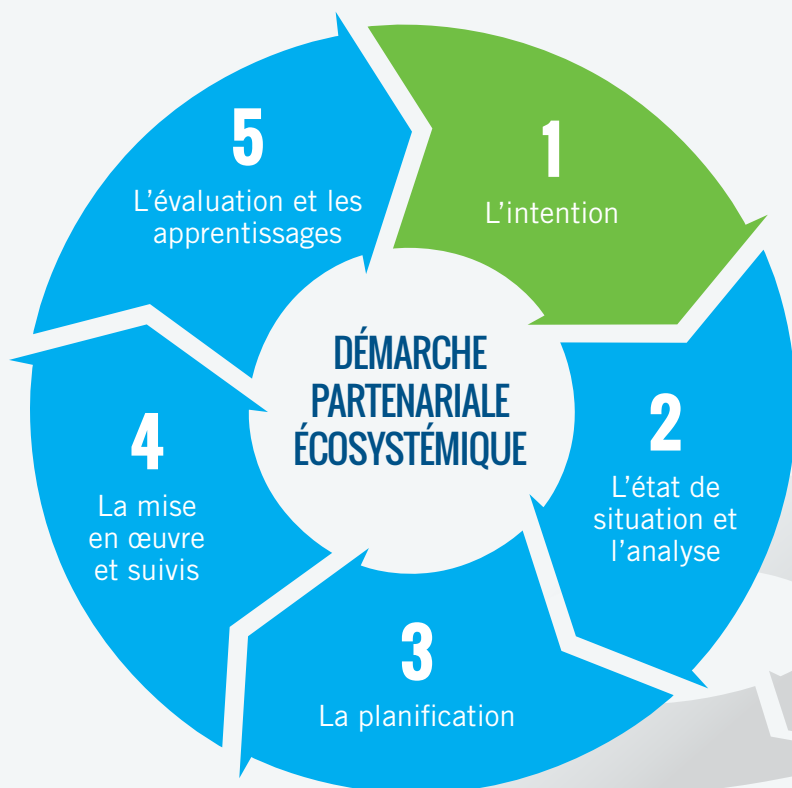 DÉMARCHE
PARTENARIALE
ÉCOSYSTÉMIQUE
1
L'intention
2
L'état de
situation et
l'analyse
3
La planification
4
La mise
en œuvre
et suivis
5
L'évaluation et les
apprentissages